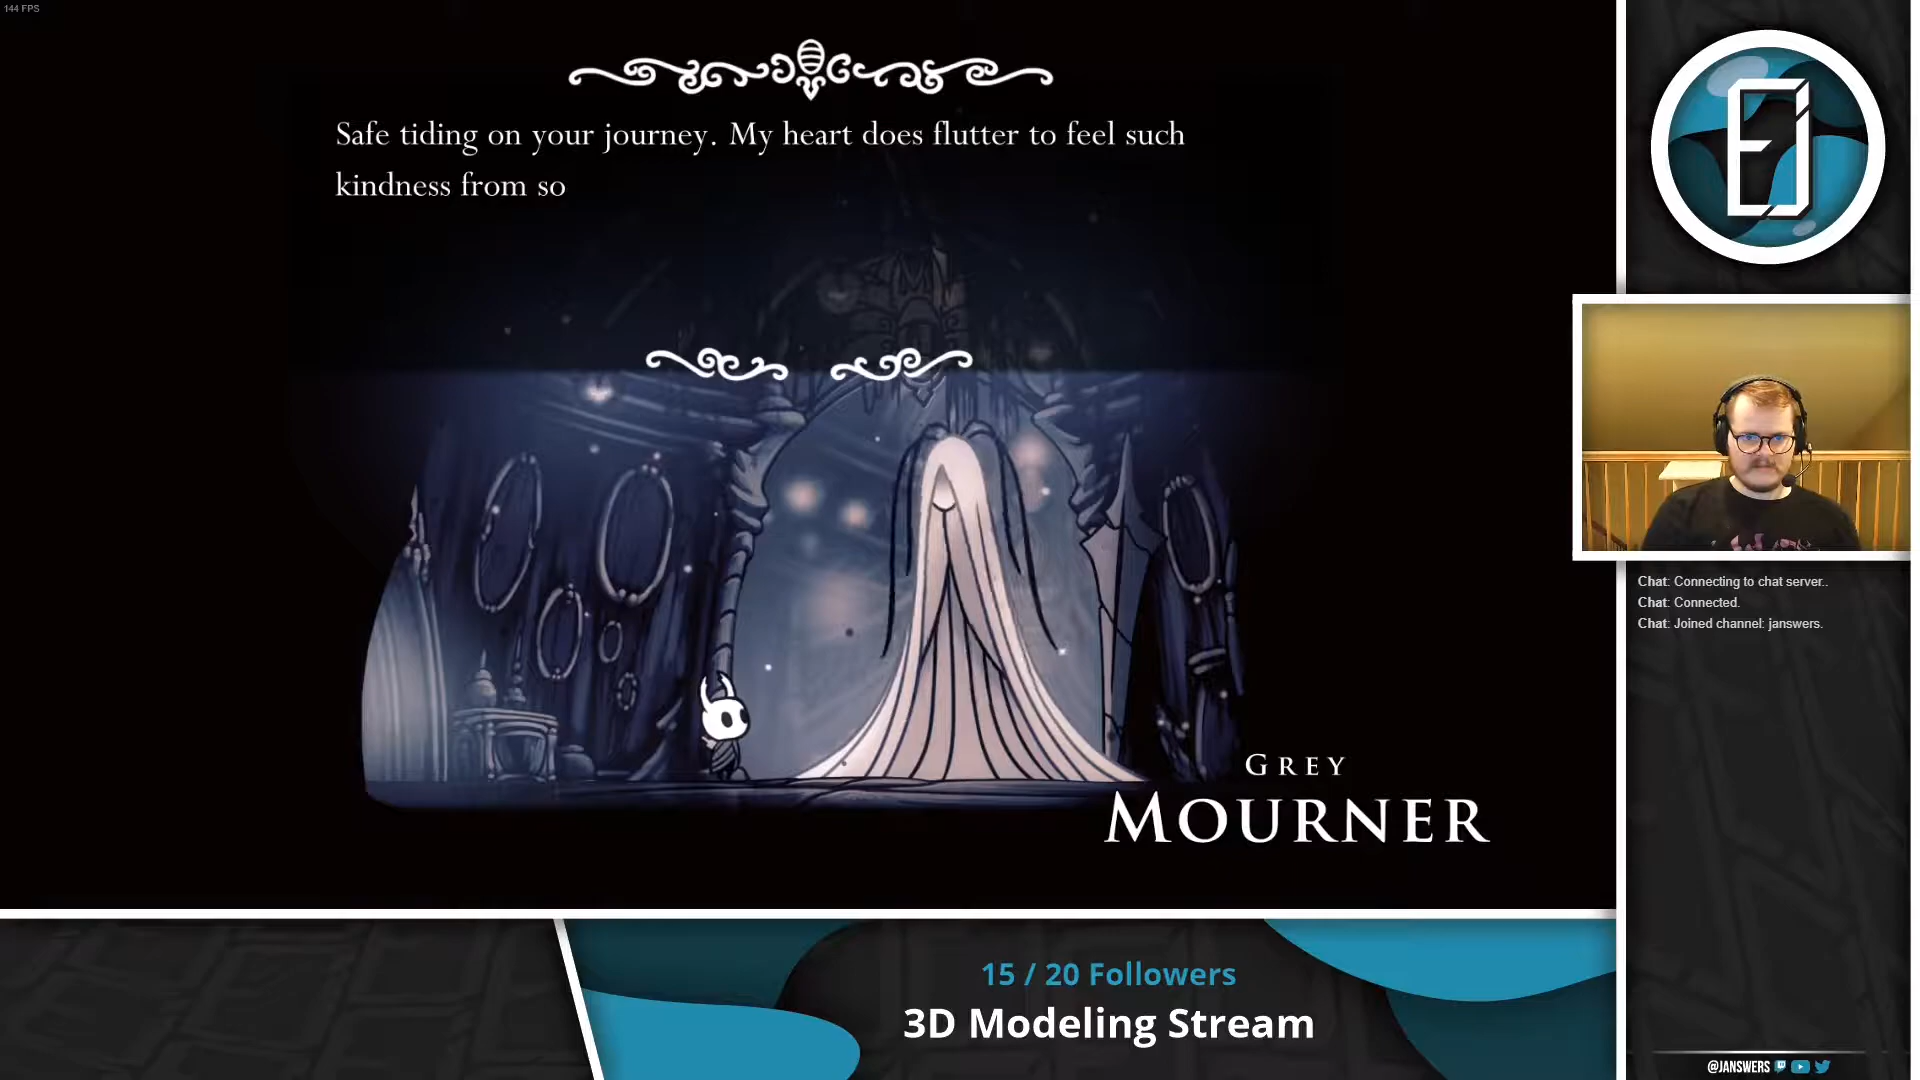 144 FPS
Safe tiding on your journey. My heart does flutter to feel such
kindness from so
GREY
MOURNER
Chat: Connecting to chat server..
Chat: Connected.
Chat: Joined channel: janswers.
15 / 20 Followers
3D Modeling Stream
@JANSWERS